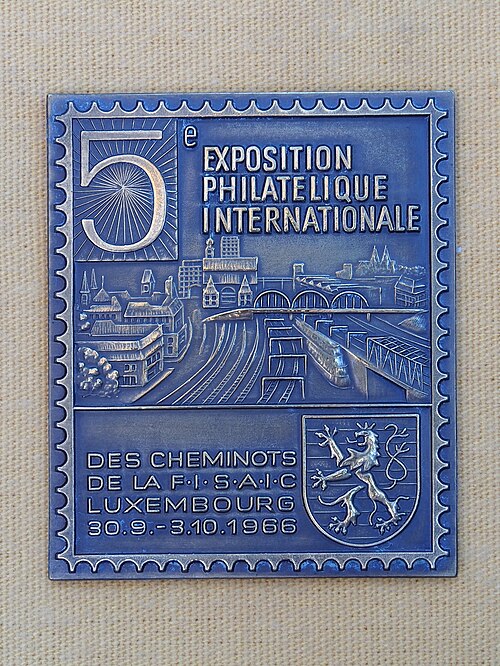 5e EXPOSITION
PHILATELIQUE
INTERNATIONALE
DES CHEMINOTS
DE LA F·I·S·A·I·C
LUXEMBOURG
30.9.-3.10.1966